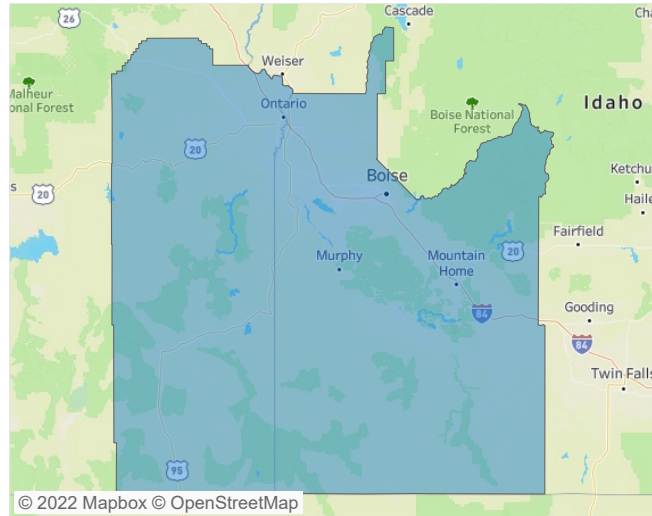 Cascade
26
Cha
Weiser
Malheur
onal Forest
Ontario
Idaho
Boise National
Forest
20
Boise
Ketchu
Haile
s
20
Fairfield
20
Murphy
Mountain
Home
84
Gooding
84
Twin Falls
95
© 2022 Mapbox © OpenStreetMap